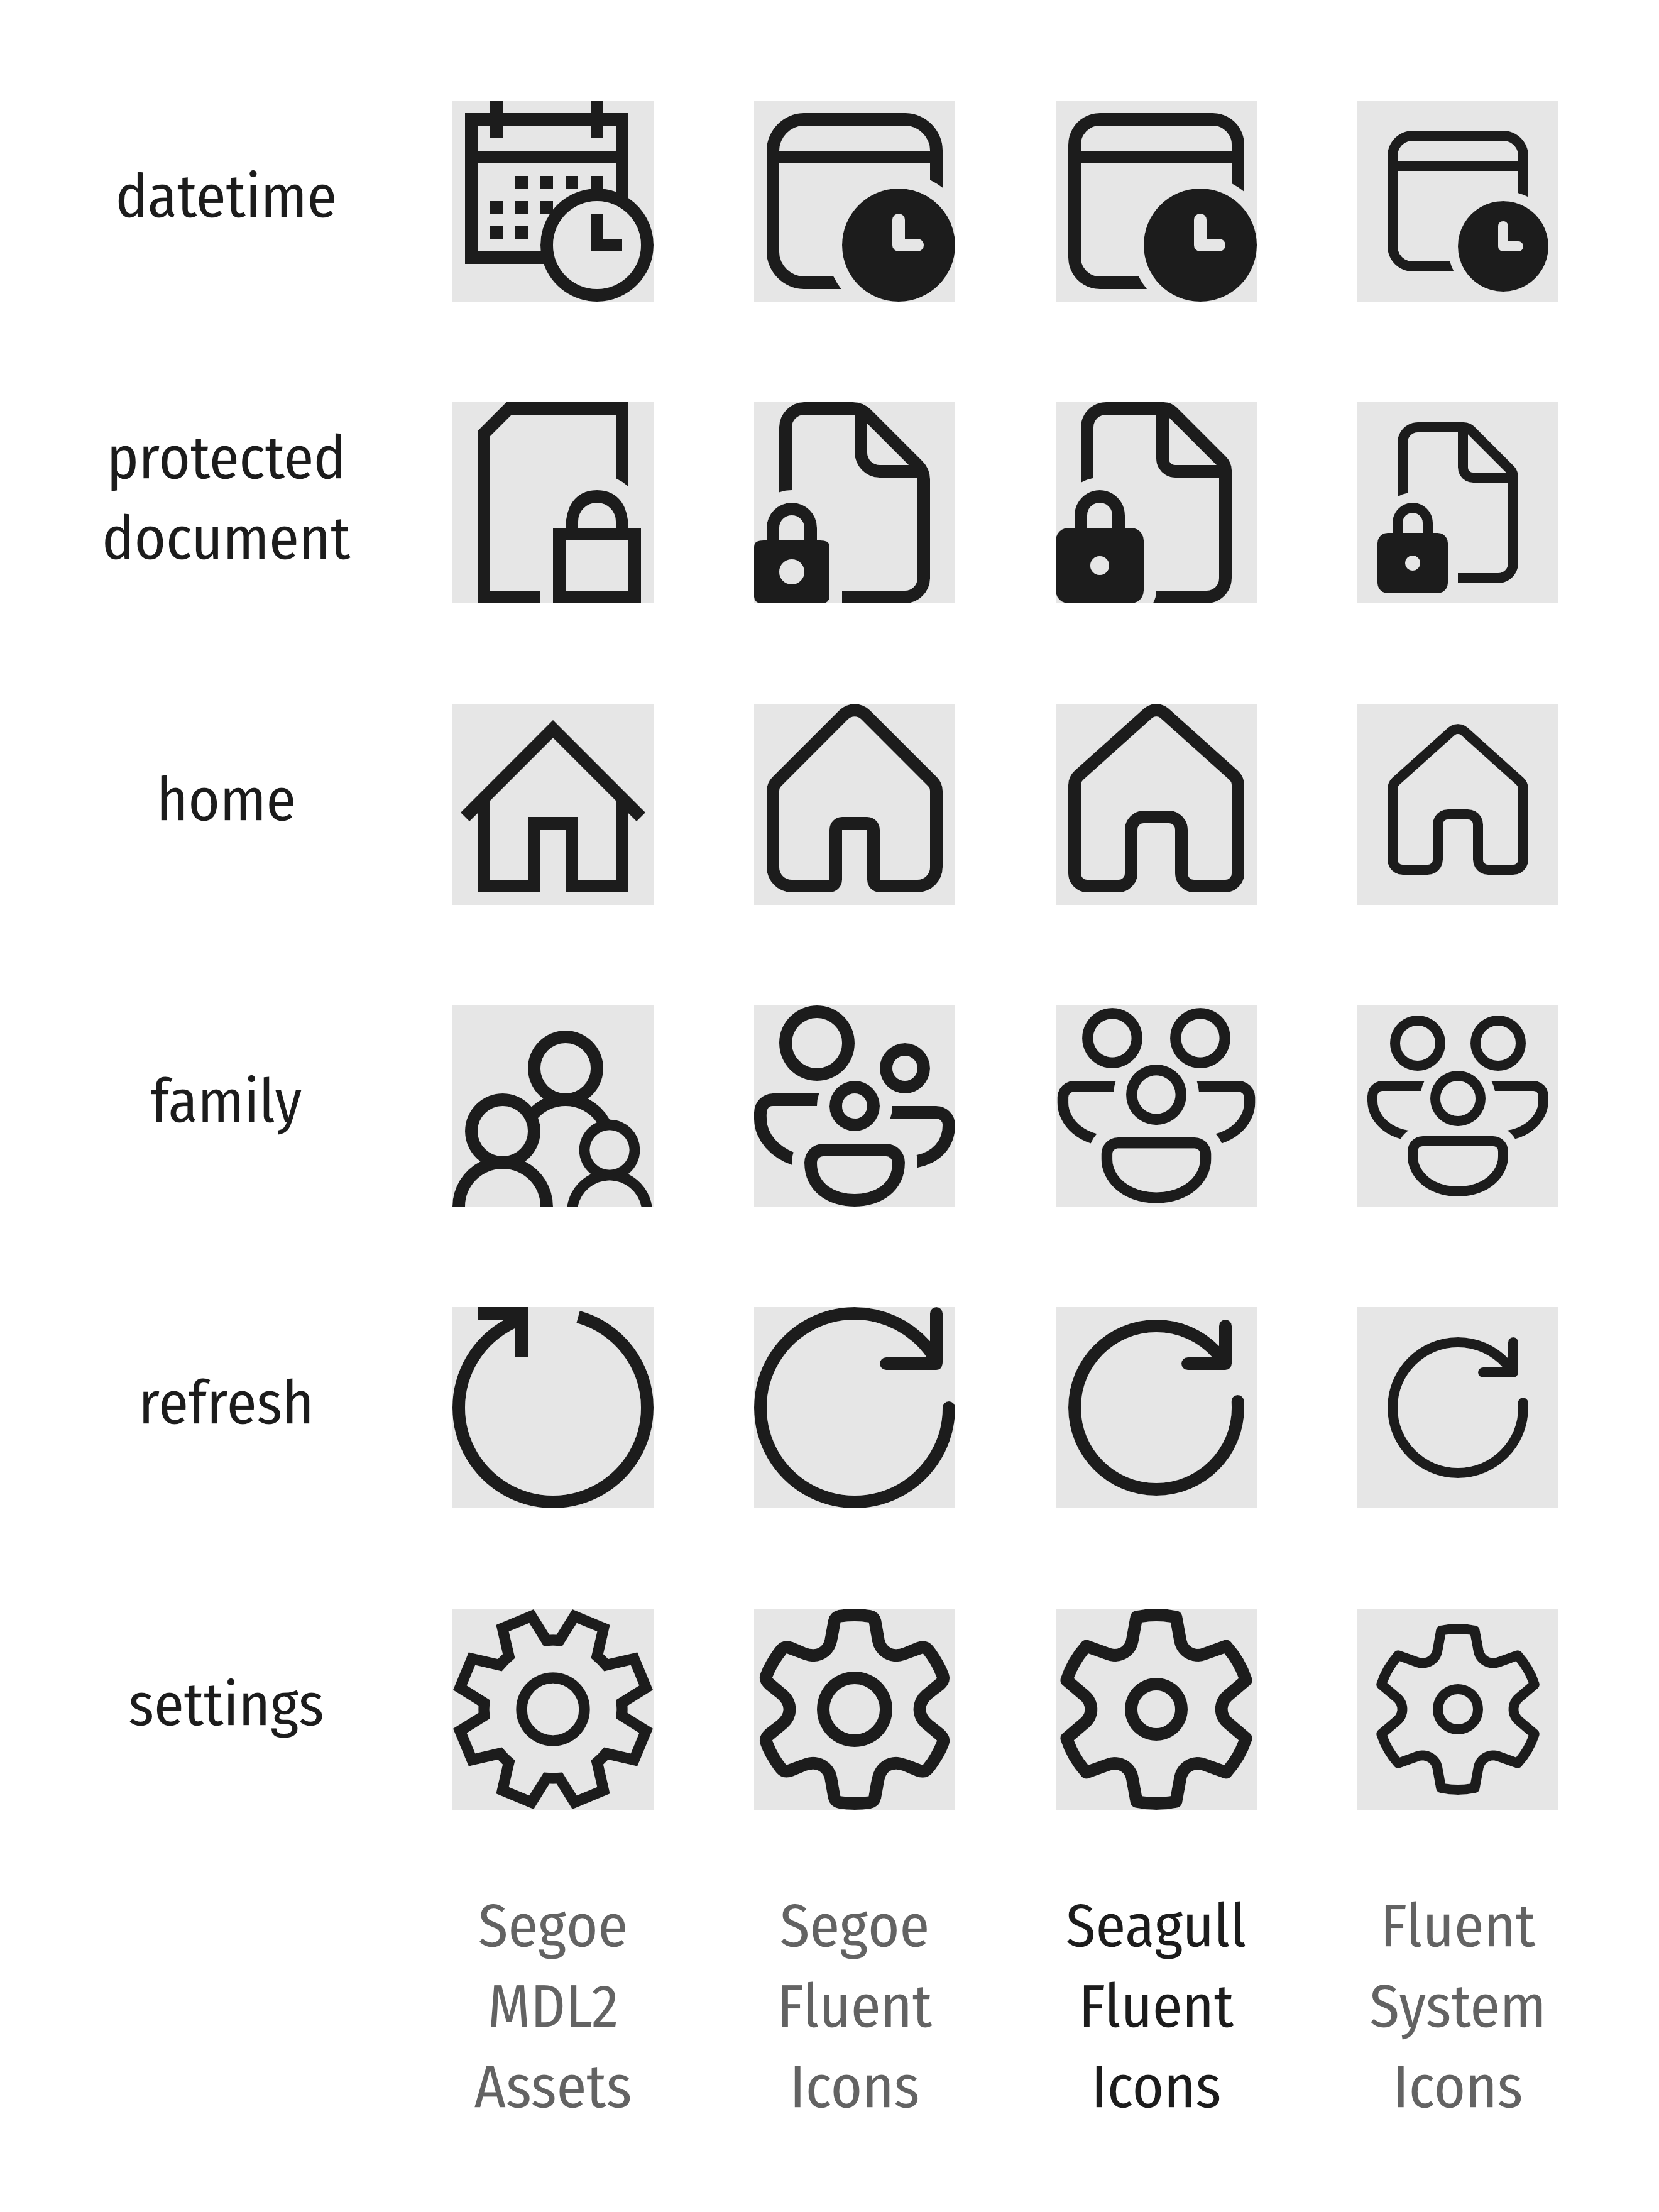 datetime
protected
document
home
family
refresh
settings
Segoe
MDL2
Assets
Segoe
Fluent
Icons
Seagull
Fluent
Icons
Fluent
System
Icons